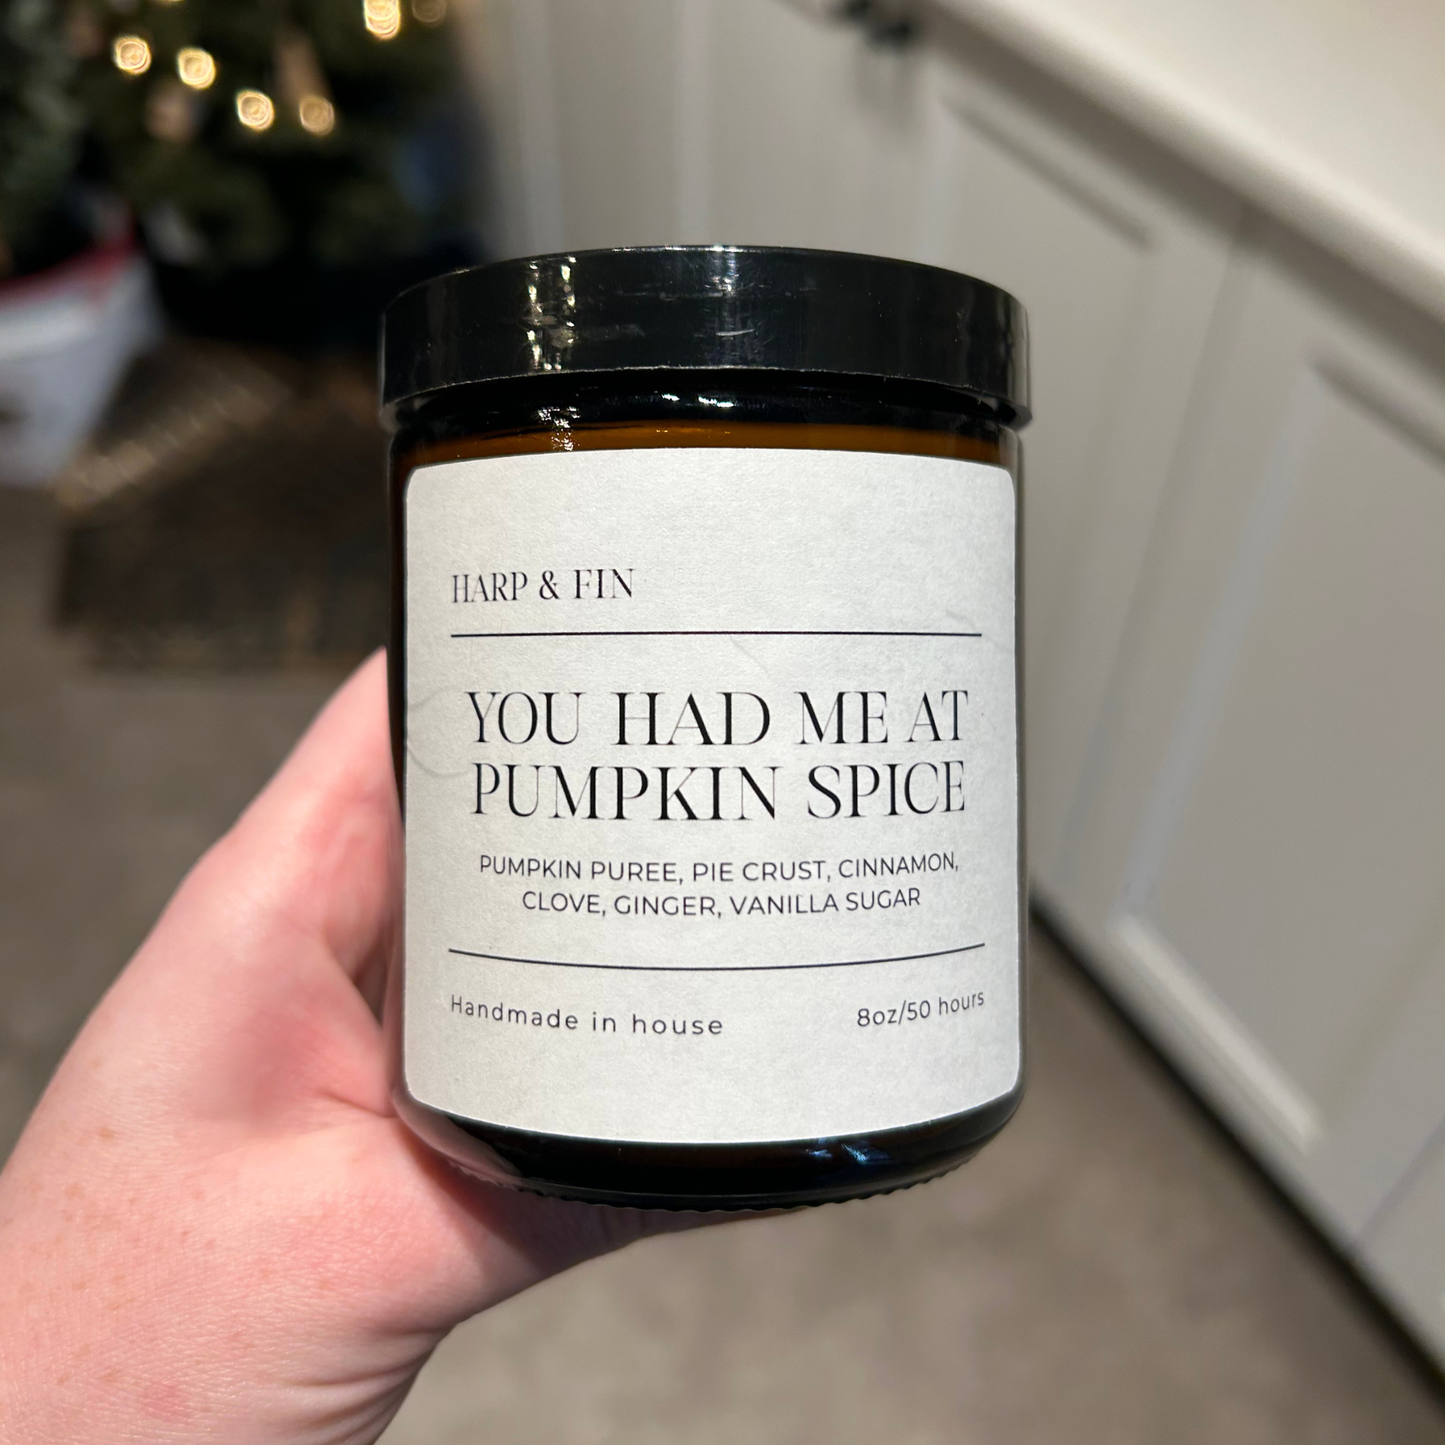 HARP & FIN
YOU HAD ME AT
PUMPKIN SPICE
PUMPKIN PUREE, PIE CRUST, CINNAMON,
CLOVE, GINGER, VANILLA SUGAR
Handmade in house
8oz/50 hours